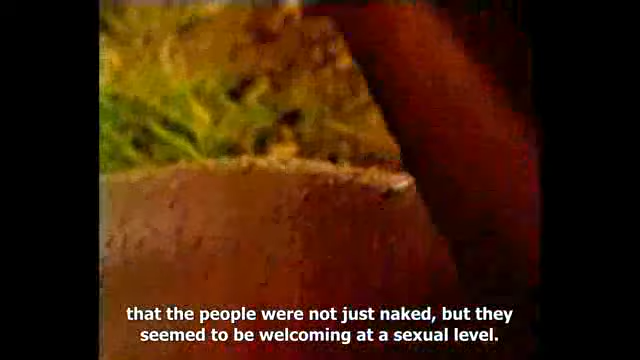 that the people were not just naked, but they
seemed to be welcoming at a sexual level.